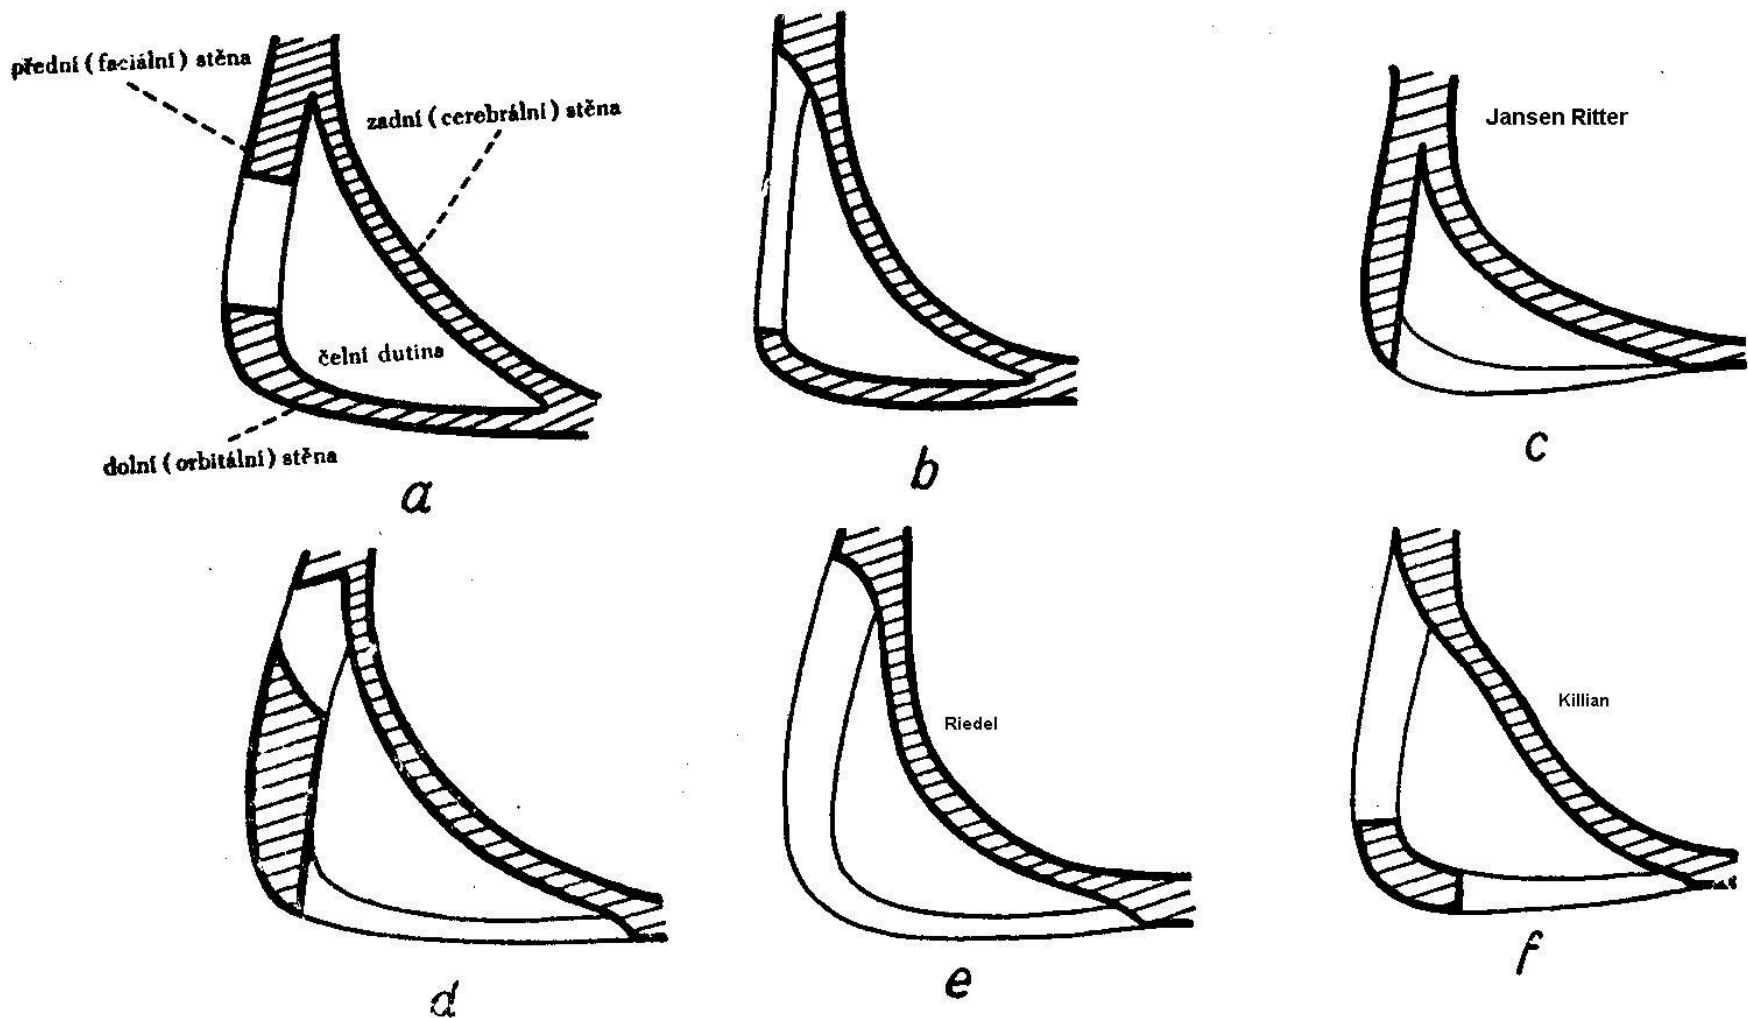 přední (faciální) stěna
zadní (cerebrální) stěna
čelní dutina
dolní (orbitální) stěna
a
b
Jansen Ritter
c
d
Riedel
e
Killian
f